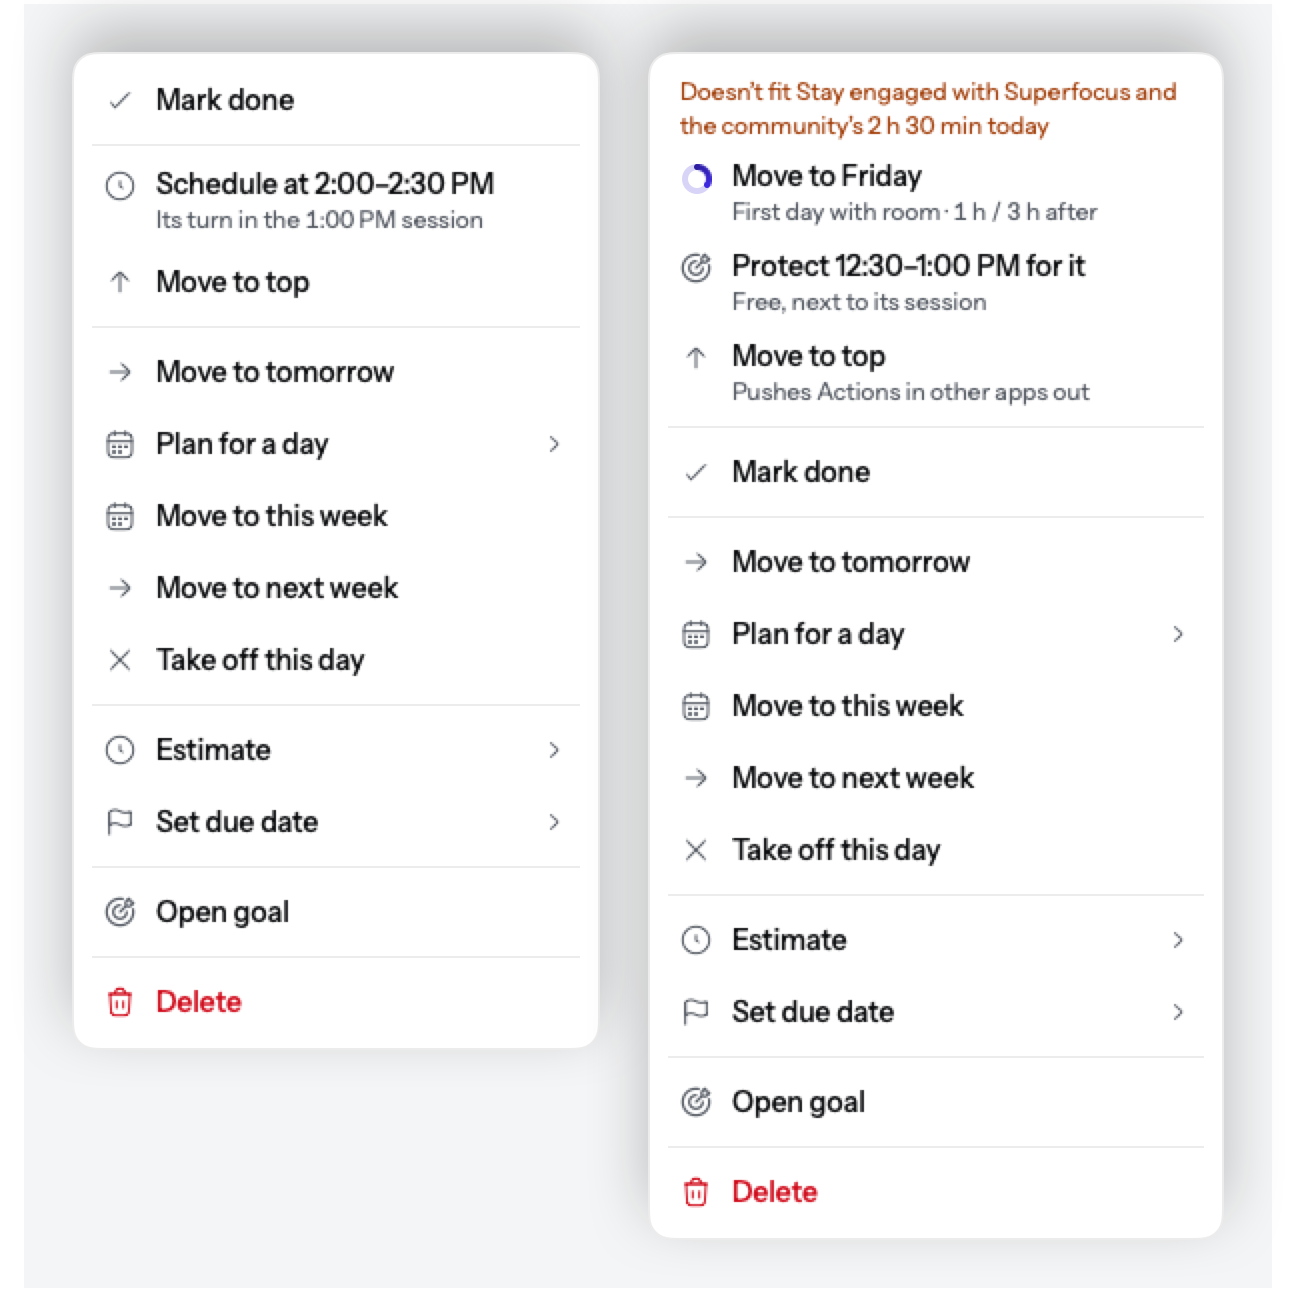 Mark done
Schedule at 2:00–2:30 PM
Its turn in the 1:00 PM session
Move to top
Move to tomorrow
Plan for a day
Move to this week
Move to next week
Take off this day
Estimate
Set due date
Open goal
Delete
Doesn't fit Stay engaged with Superfocus and
the community's 2 h 30 min today
Move to Friday
First day with room · 1 h / 3 h after
Protect 12:30–1:00 PM for it
Free, next to its session
Move to top
Pushes Actions in other apps out
Mark done
Move to tomorrow
Plan for a day
Move to this week
Move to next week
Take off this day
Estimate
Set due date
Open goal
Delete